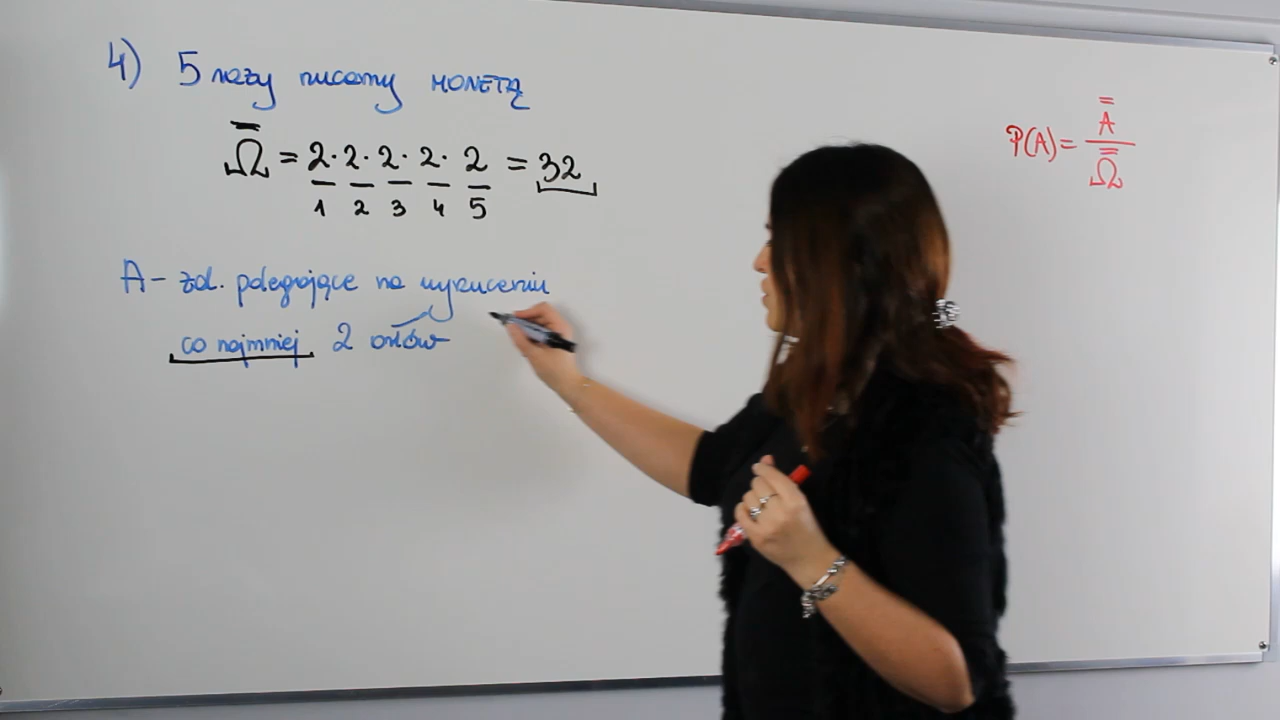 4) 5 razy rzucamy MONETĄ
Ω = 2·2·2·2·2 = 32
1 2 3 4 5
A - zd. polegające na wyrzuceniu
co najmniej 2 orłów
P(A) = A / Ω